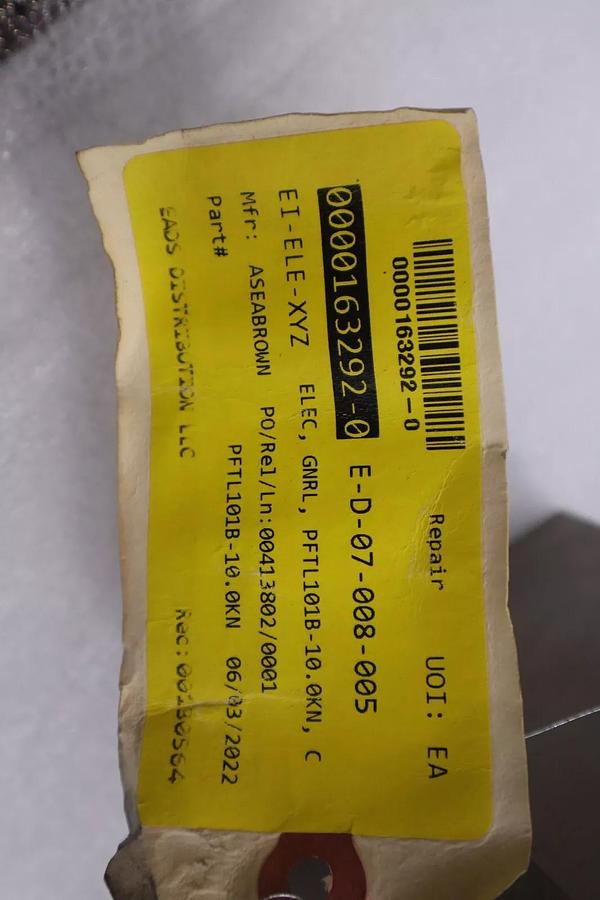 Repair UOI: EA
0000163292-0
0000163292-0 E-D-07-008-005
EI-ELE-XYZ ELEC, GNRL, PFTL101B-10.0KN, C
Mfr: ASEABROWN PO/Rel/Ln:00413802/0001
Part# PFTL101B-10.0KN 06/03/2022
DISTRIBUTION LLC Rec: